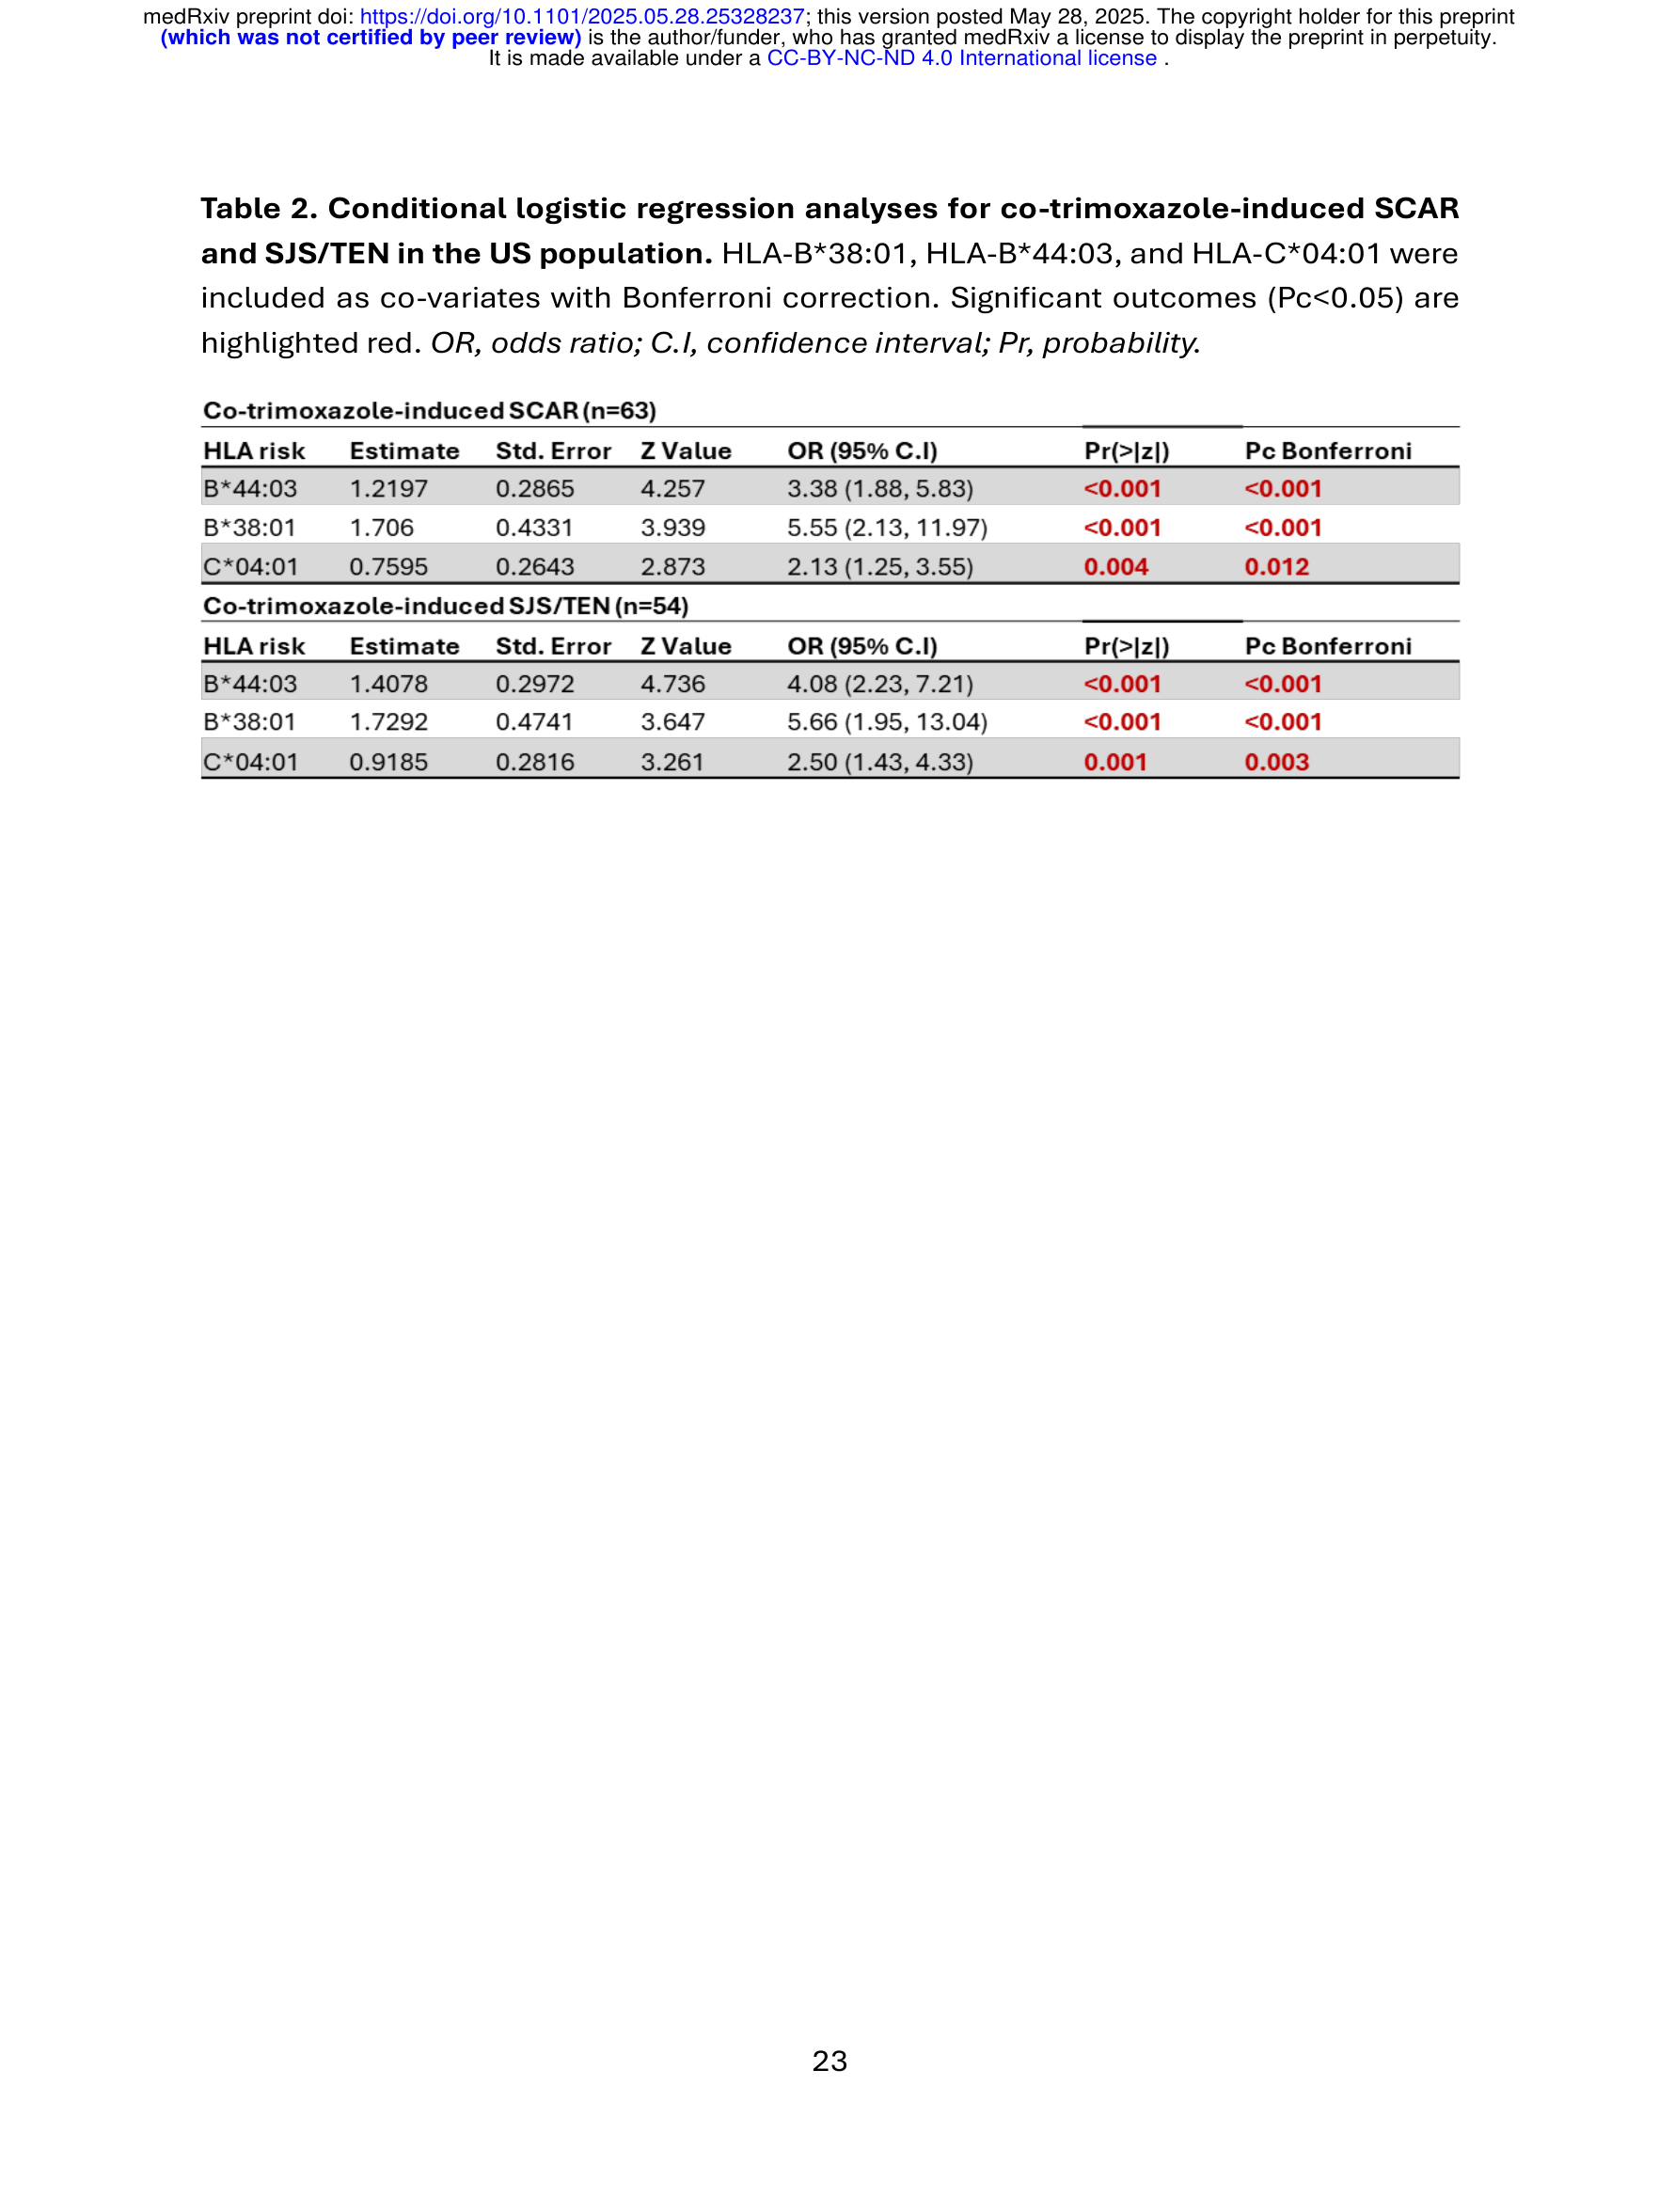 medRxiv preprint doi: https://doi.org/10.1101/2025.05.28.25328237; this version posted May 28, 2025. The copyright holder for this preprint
(which was not certified by peer review) is the author/funder, who has granted medRxiv a license to display the preprint in perpetuity.
It is made available under a CC-BY-NC-ND 4.0 International license .
Table 2. Conditional logistic regression analyses for co-trimoxazole-induced SCAR
and SJS/TEN in the US population. HLA-B*38:01, HLA-B*44:03, and HLA-C*04:01 were
included as co-variates with Bonferroni correction. Significant outcomes (Pc<0.05) are
highlighted red. OR, odds ratio; C.I, confidence interval; Pr, probability.
Co-trimoxazole-induced SCAR (n=63)
HLA risk Estimate Std. Error Z Value OR (95% C.I) Pr(>|z|) Pc Bonferroni
B*44:03 1.2197 0.2865 4.257 3.38 (1.88, 5.83) <0.001 <0.001
B*38:01 1.706 0.4331 3.939 5.55 (2.13, 11.97) <0.001 <0.001
C*04:01 0.7595 0.2643 2.873 2.13 (1.25, 3.55) 0.004 0.012
Co-trimoxazole-induced SJS/TEN (n=54)
HLA risk Estimate Std. Error Z Value OR (95% C.I) Pr(>|z|) Pc Bonferroni
B*44:03 1.4078 0.2972 4.736 4.08 (2.23, 7.21) <0.001 <0.001
B*38:01 1.7292 0.4741 3.647 5.66 (1.95, 13.04) <0.001 <0.001
C*04:01 0.9185 0.2816 3.261 2.50 (1.43, 4.33) 0.001 0.003
23